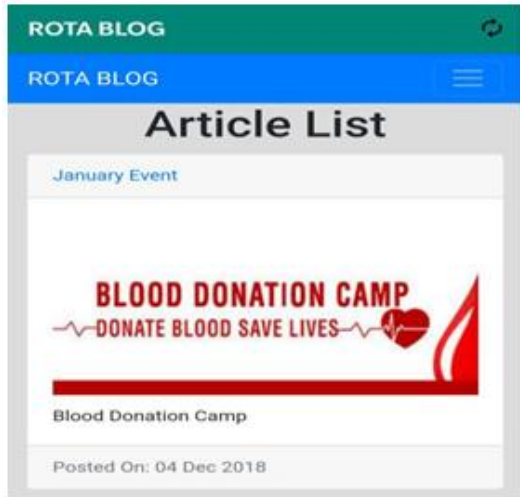 ROTA BLOG
ROTA BLOG
Article List
January Event
BLOOD DONATION CAMP
DONATE BLOOD SAVE LIVES
Blood Donation Camp
Posted On: 04 Dec 2018